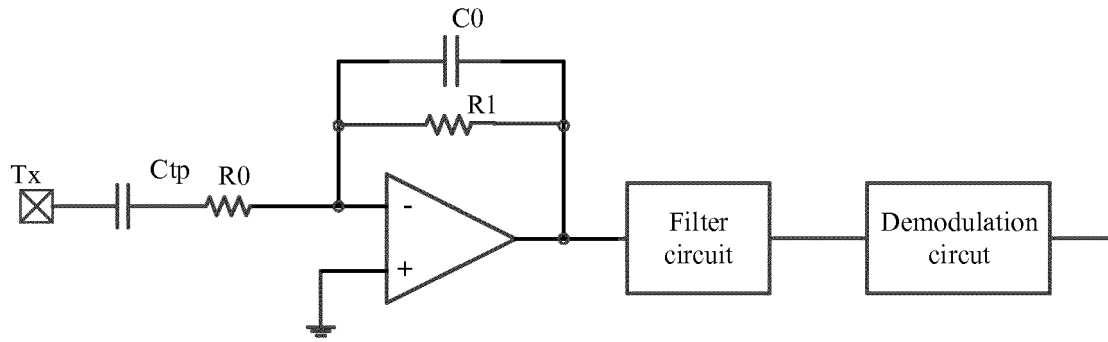 C0
R1
Tx
Ctp
R0
-
+
Filter
circuit
Demodulation
circut